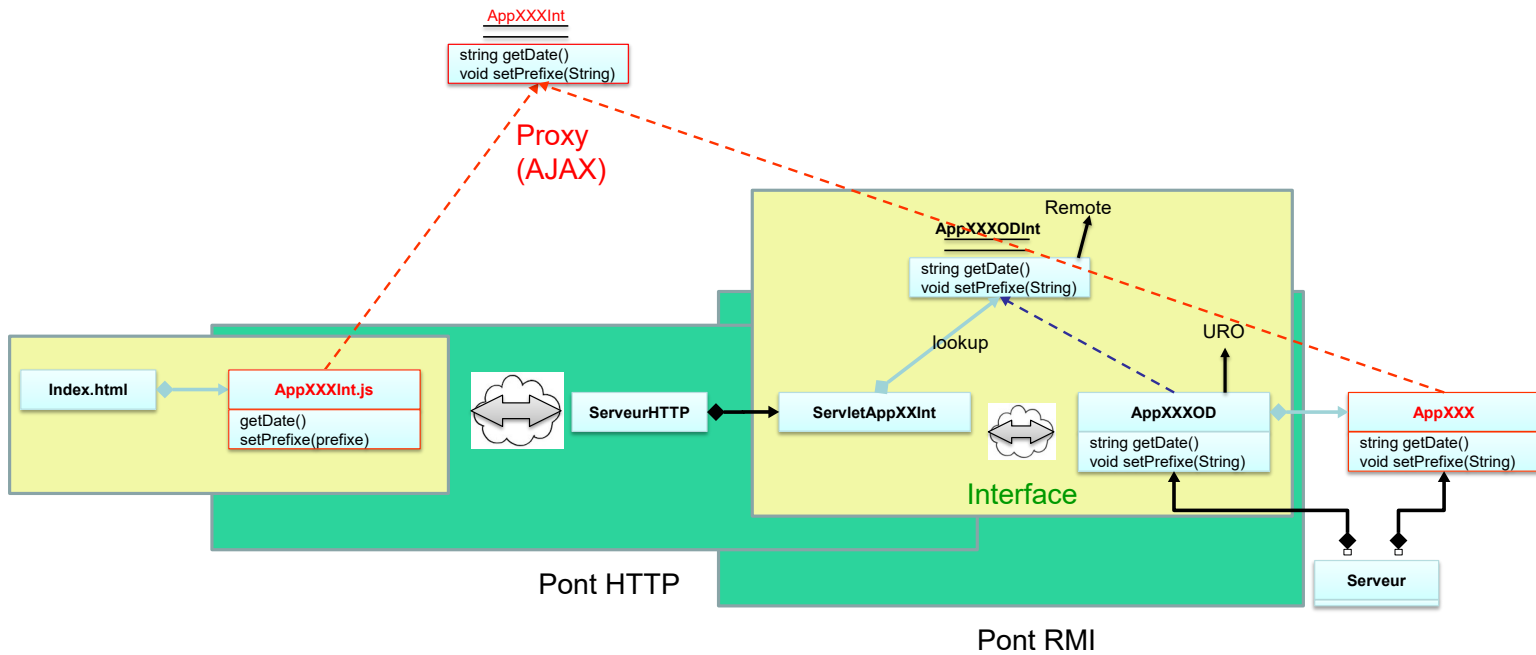 AppXXXInt
string getDate()
void setPrefixe(String)
Proxy
(AJAX)
Remote
AppXXXODInt
string getDate()
void setPrefixe(String)
lookup
URO
Index.html
AppXXXInt.js
getDate()
setPrefixe(prefixe)
ServeurHTTP
ServletAppXXInt
AppXXXOD
string getDate()
void setPrefixe(String)
AppXXX
string getDate()
void setPrefixe(String)
Interface
Serveur
Pont HTTP
Pont RMI